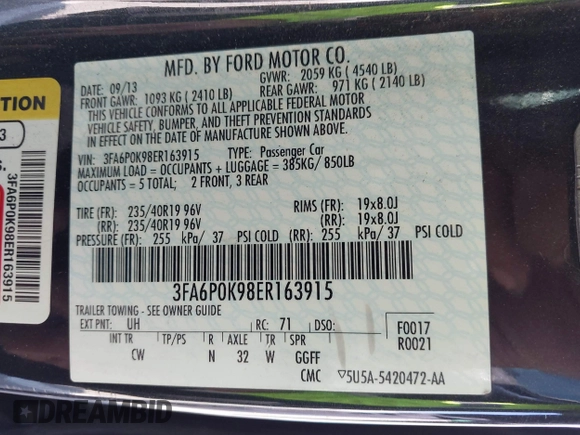 MFD. BY FORD MOTOR CO.
DATE: 09/13 GVWR: 2059 KG ( 4540 LB)
FRONT GAWR: 1093 KG ( 2410 LB) REAR GAWR: 971 KG ( 2140 LB)
THIS VEHICLE CONFORMS TO ALL APPLICABLE FEDERAL MOTOR
VEHICLE SAFETY, BUMPER, AND THEFT PREVENTION STANDARDS
IN EFFECT ON THE DATE OF MANUFACTURE SHOWN ABOVE.
VIN: 3FA6P0K98ER163915 TYPE: Passenger Car
MAXIMUM LOAD = OCCUPANTS + LUGGAGE = 385KG/ 850LB
OCCUPANTS = 5 TOTAL; 2 FRONT, 3 REAR
TIRE (FR): 235/40R19 96V RIMS (FR): 19x8.0J
(RR): 235/40R19 96V (RR): 19x8.0J
PRESSURE (FR): 255 kPa/ 37 PSI COLD (RR): 255 kPa/ 37 PSI COLD
3FA6P0K98ER163915
TRAILER TOWING - SEE OWNER GUIDE
EXT PNT: UH RC: 71 DSO: F0017
INT TR TP/PS R AXLE TR SPR R0021
CW N 32 W GGFF
CMC ▽5U5A-5420472-AA
TION
3
S.
3FA6P0K98ER163915
DREAMBID